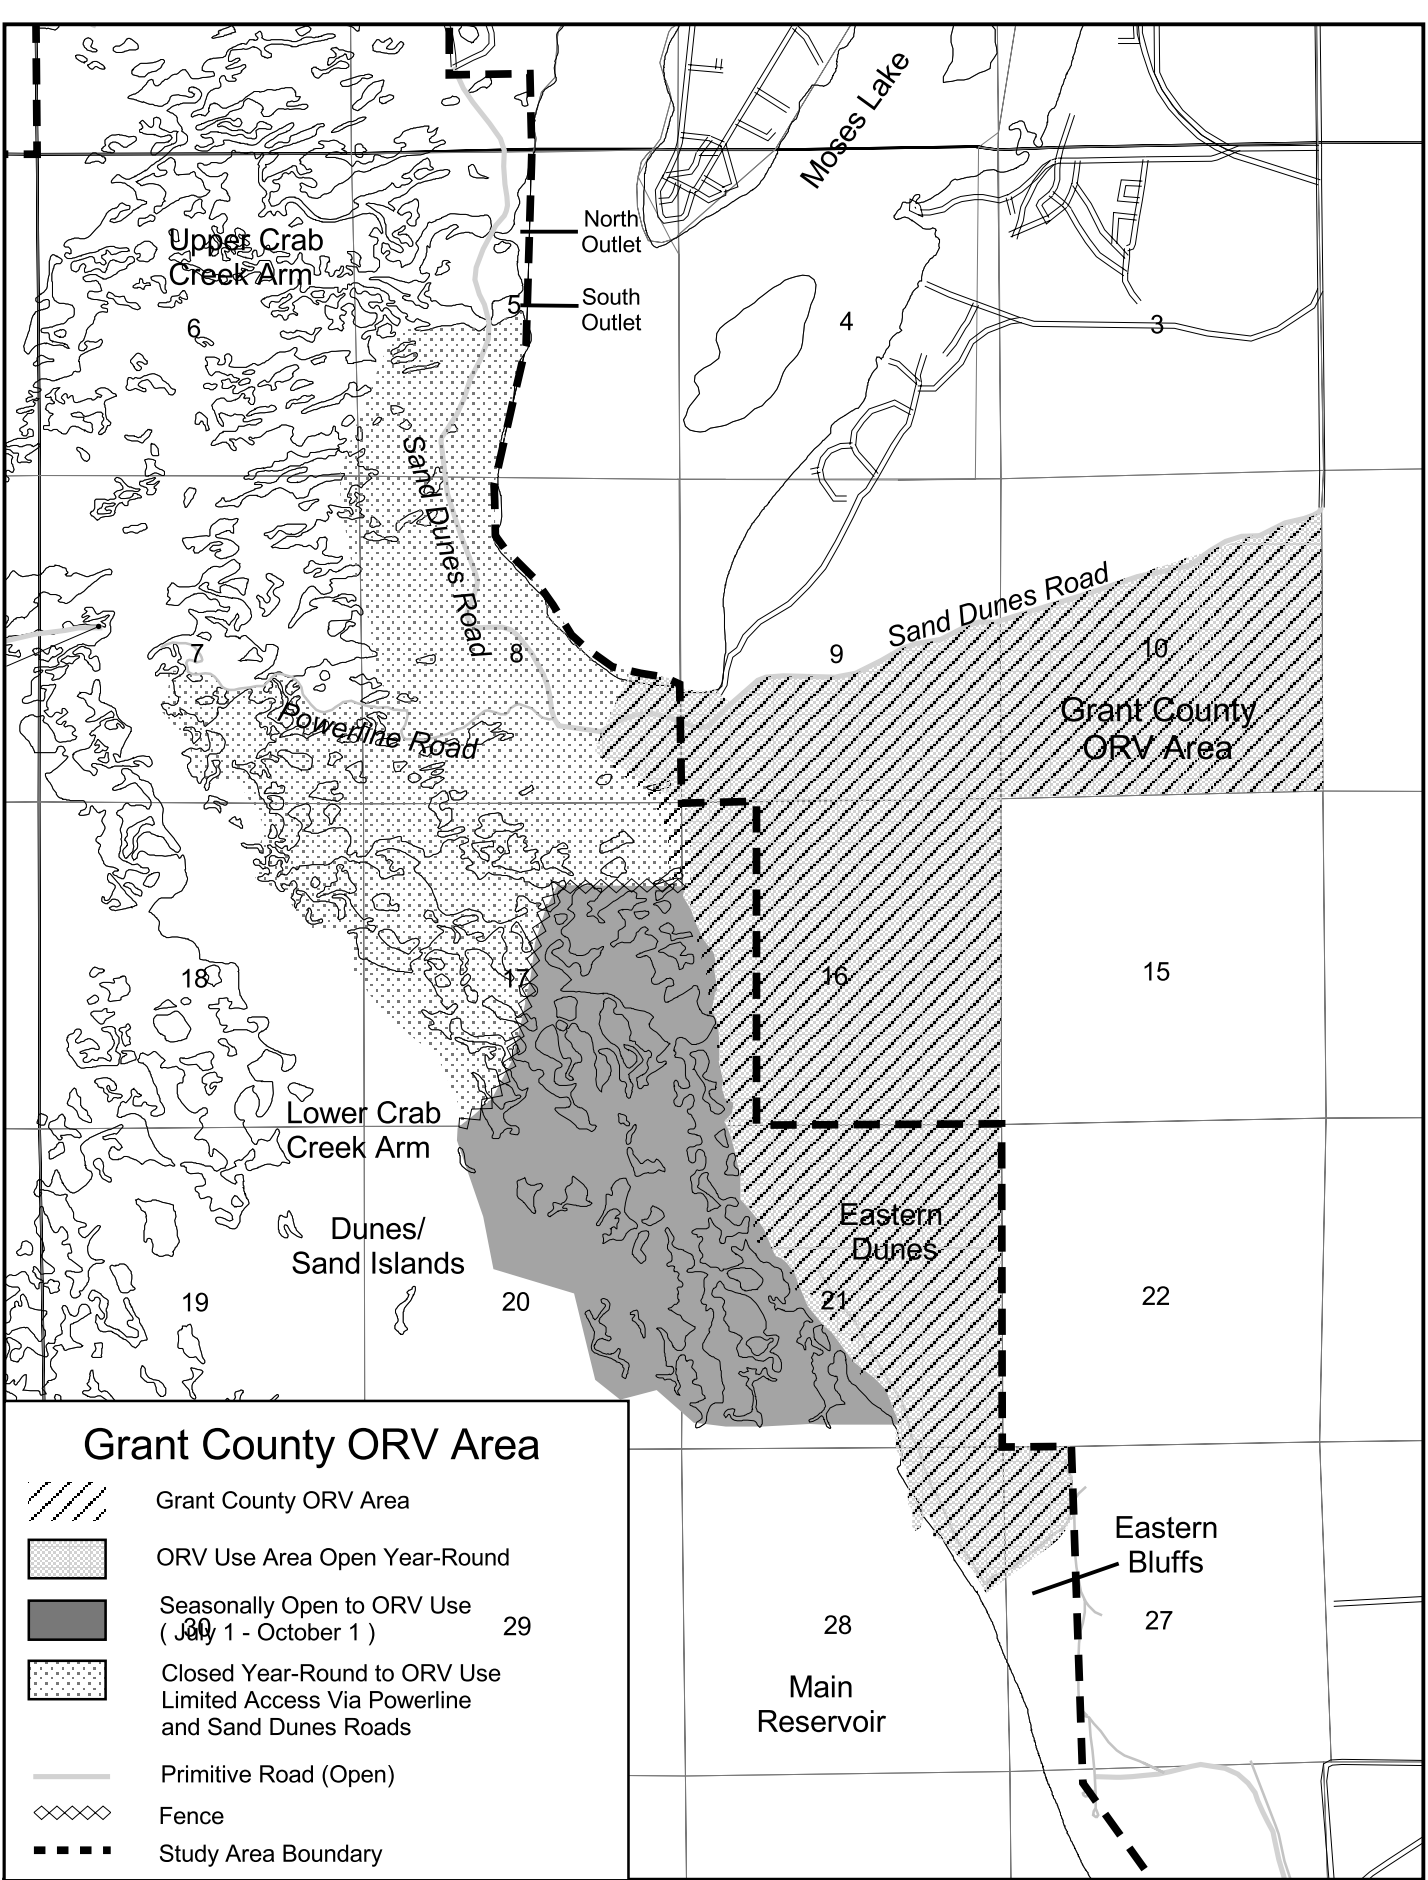 Moses Lake
North
Outlet
Upper Crab
Creek Arm
South
Outlet
5
6
4
3
Sand Dunes Road
Sand Dunes Road
7
8
9
10
Grant County
ORV Area
Powerline Road
18
17
16
15
Lower Crab
Creek Arm
Dunes/
Sand Islands
Eastern
Dunes
19
20
21
22
Grant County ORV Area
Grant County ORV Area
ORV Use Area Open Year-Round
Seasonally Open to ORV Use
( July 1 - October 1 )
30
29
28
27
Closed Year-Round to ORV Use
Limited Access Via Powerline
and Sand Dunes Roads
Primitive Road (Open)
Fence
Study Area Boundary
Eastern
Bluffs
Main
Reservoir